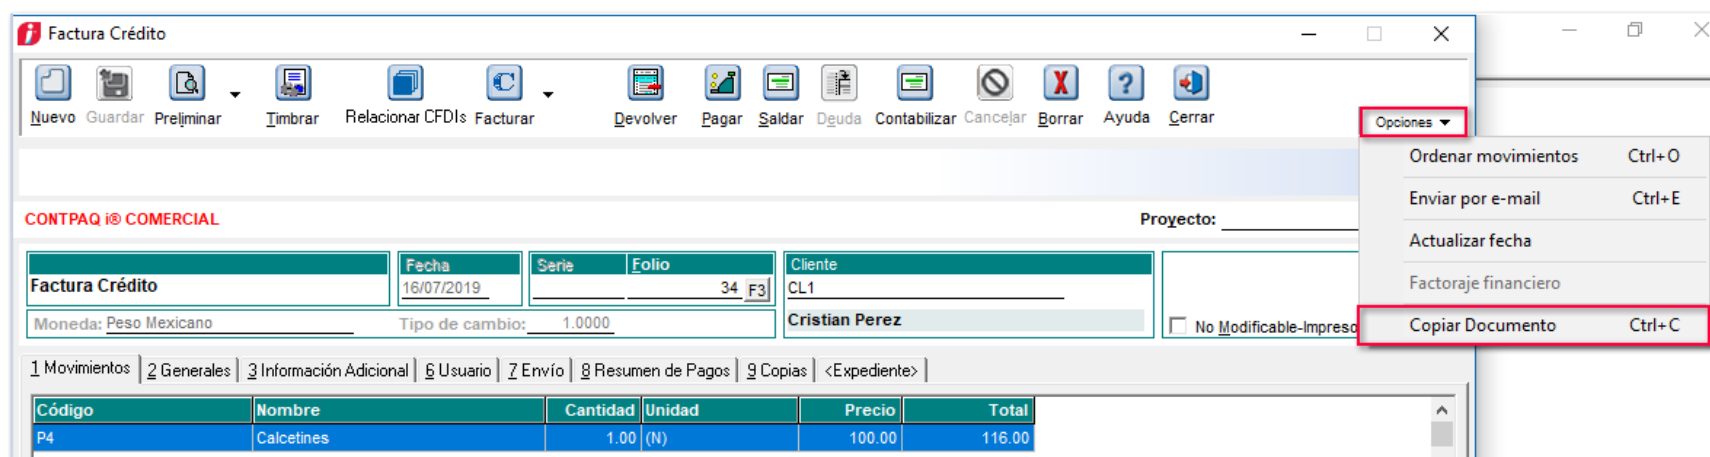 Factura Crédito
Nuevo Guardar Preliminar Timbrar Relacionar CFDIs Facturar Devolver Pagar Saldar Deuda Contabilizar Cancelar Borrar Ayuda Cerrar
Opciones
Ordenar movimientos Ctrl+O
Enviar por e-mail Ctrl+E
Actualizar fecha
Factoraje financiero
Copiar Documento Ctrl+C
CONTPAQ i® COMERCIAL Proyecto:
Fecha Serie Folio Cliente
Factura Crédito 16/07/2019 34 F3 CL1
Moneda: Peso Mexicano Tipo de cambio: 1.0000 Cristian Perez No Modificable-Impreso
1 Movimientos 2 Generales 3 Información Adicional 6 Usuario 7 Envío 8 Resumen de Pagos 9 Copias <Expediente>
Código Nombre Cantidad Unidad Precio Total
P4 Calcetines 1.00 (N) 100.00 116.00